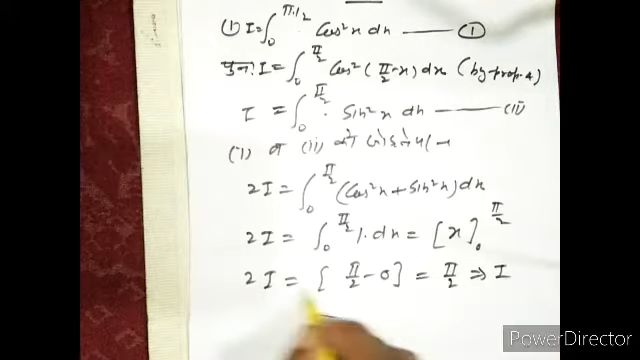 (1) I = ∫₀^π/2 Cos²x dx —— (1)
पुनः I = ∫₀^π/2 Cos²(π/2 - x) dx (by prop. 4)
I = ∫₀^π/2 Sin²x dx —— (ii)
(1) व (ii) को जोड़ने पर -
2I = ∫₀^π/2 (Cos²x + Sin²x) dx
2I = ∫₀^π/2 1. dx = [x]₀^π/2
2I = [π/2 - 0] = π/2 ⇒ I
PowerDirector